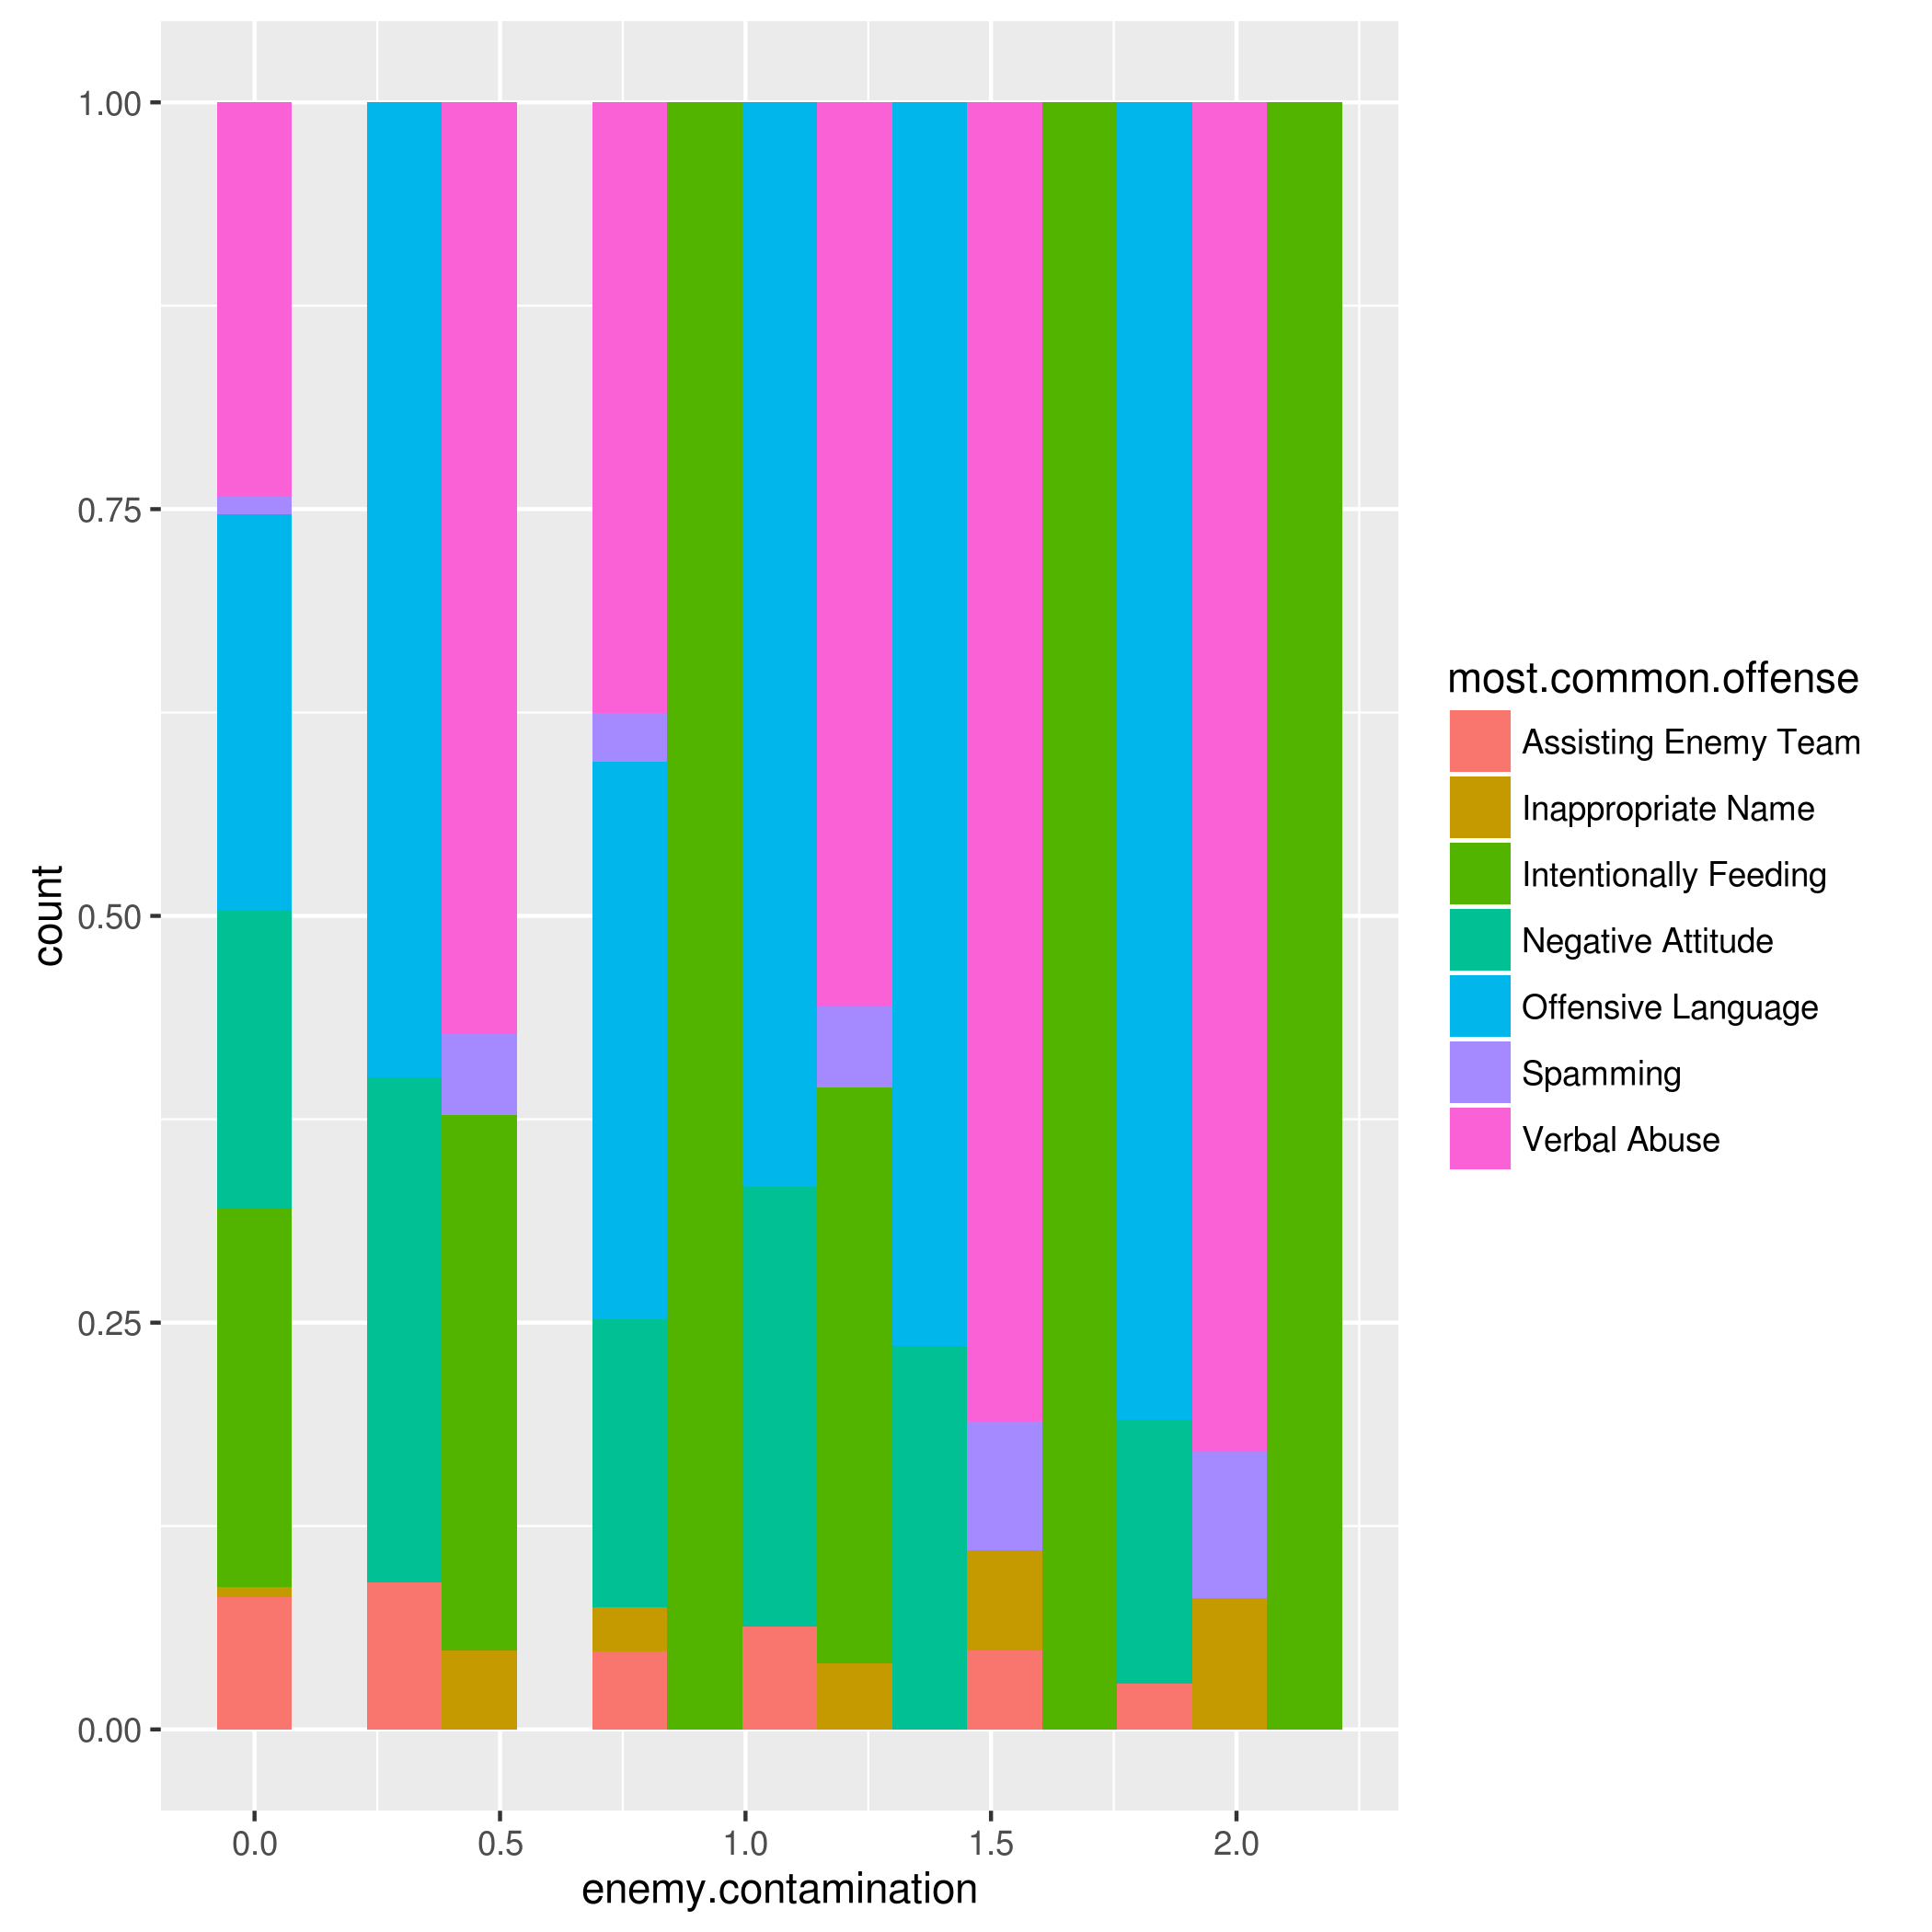 1.00
0.75
0.50
0.25
0.00
count
0.0 0.5 1.0 1.5 2.0
enemy.contamination
most.common.offense
Assisting Enemy Team
Inappropriate Name
Intentionally Feeding
Negative Attitude
Offensive Language
Spamming
Verbal Abuse